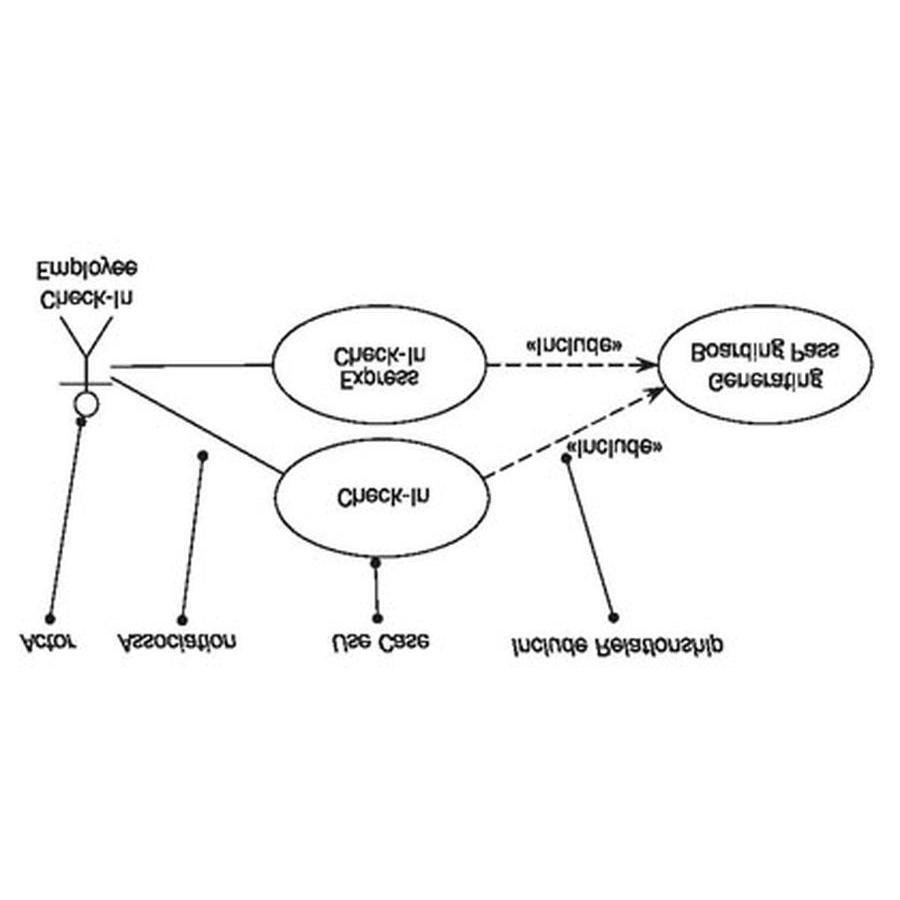 Actor
Association
Use Case
Include Relationship
Check-In
«Include»
Express
Check-In
«Include»
Generating
Boarding Pass
Check-In
Employee